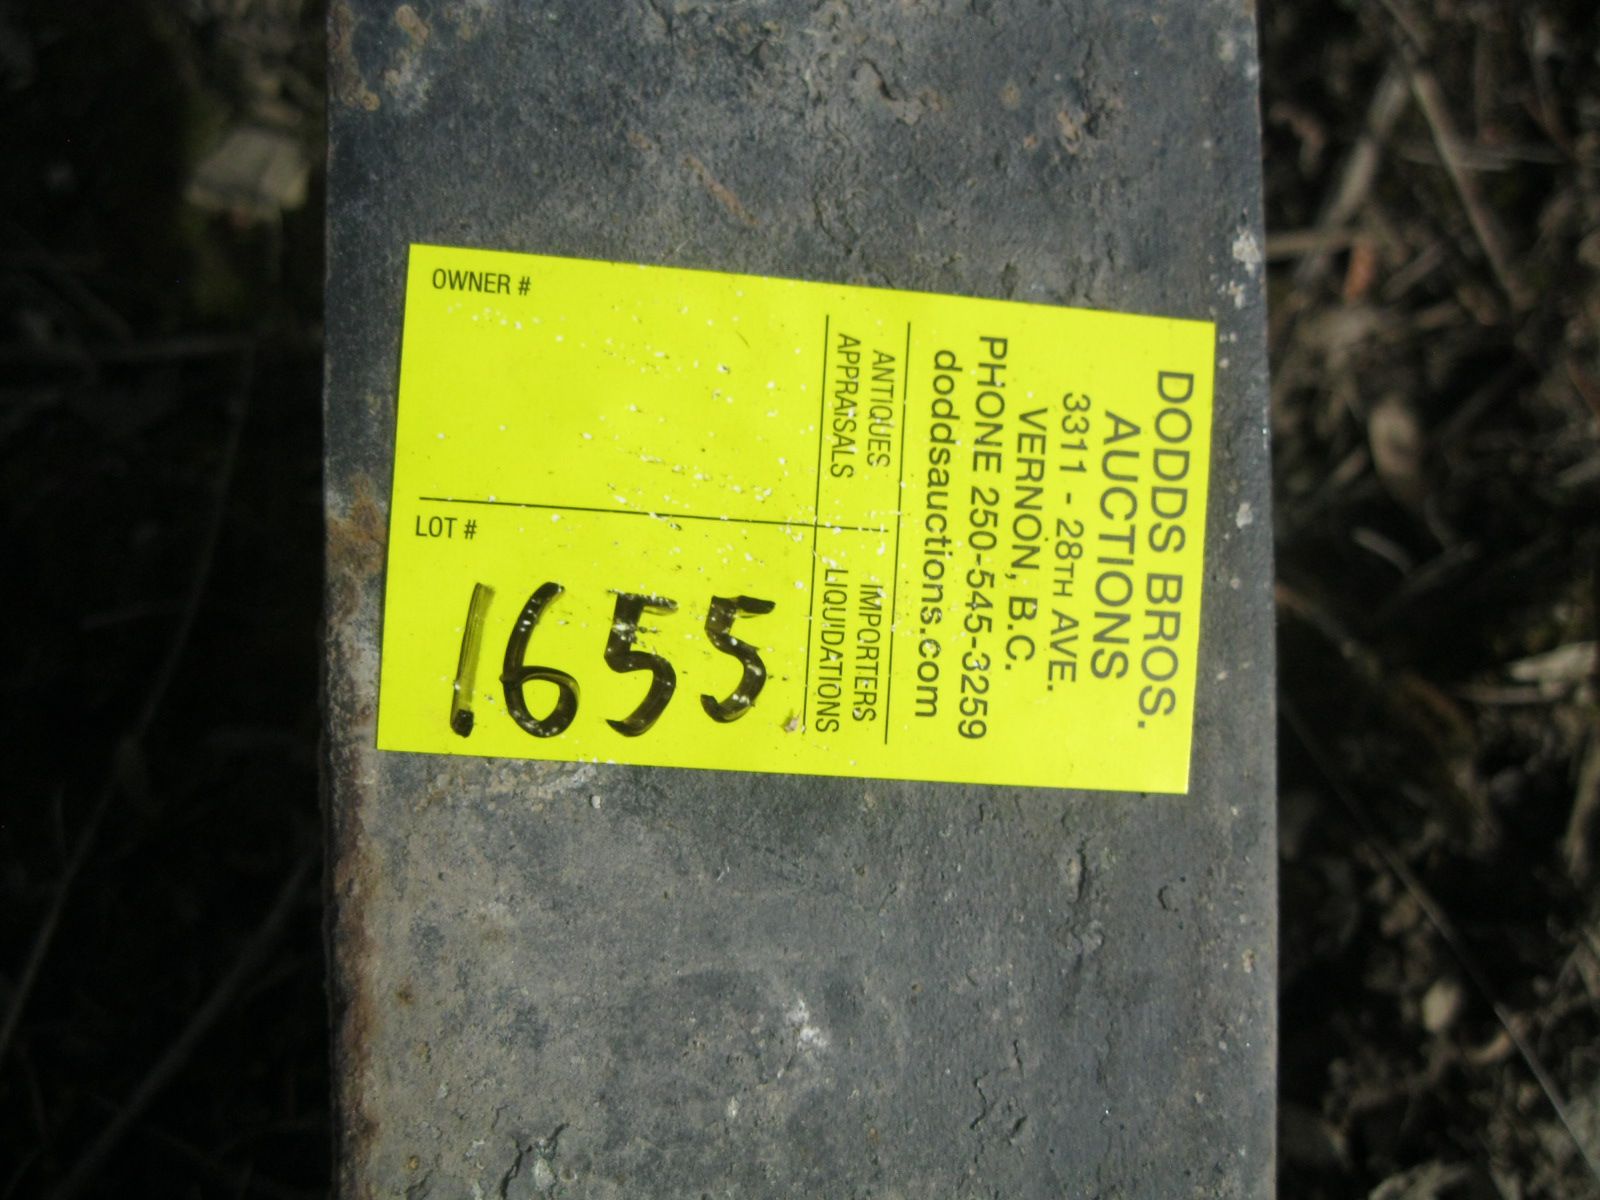 DODDS BROS.
AUCTIONS
3311 - 28TH AVE.
VERNON, B.C.
PHONE 250-545-3259
doddsauctions.com
ANTIQUES
APPRAISALS
IMPORTERS
LIQUIDATIONS
OWNER #
LOT #
1655